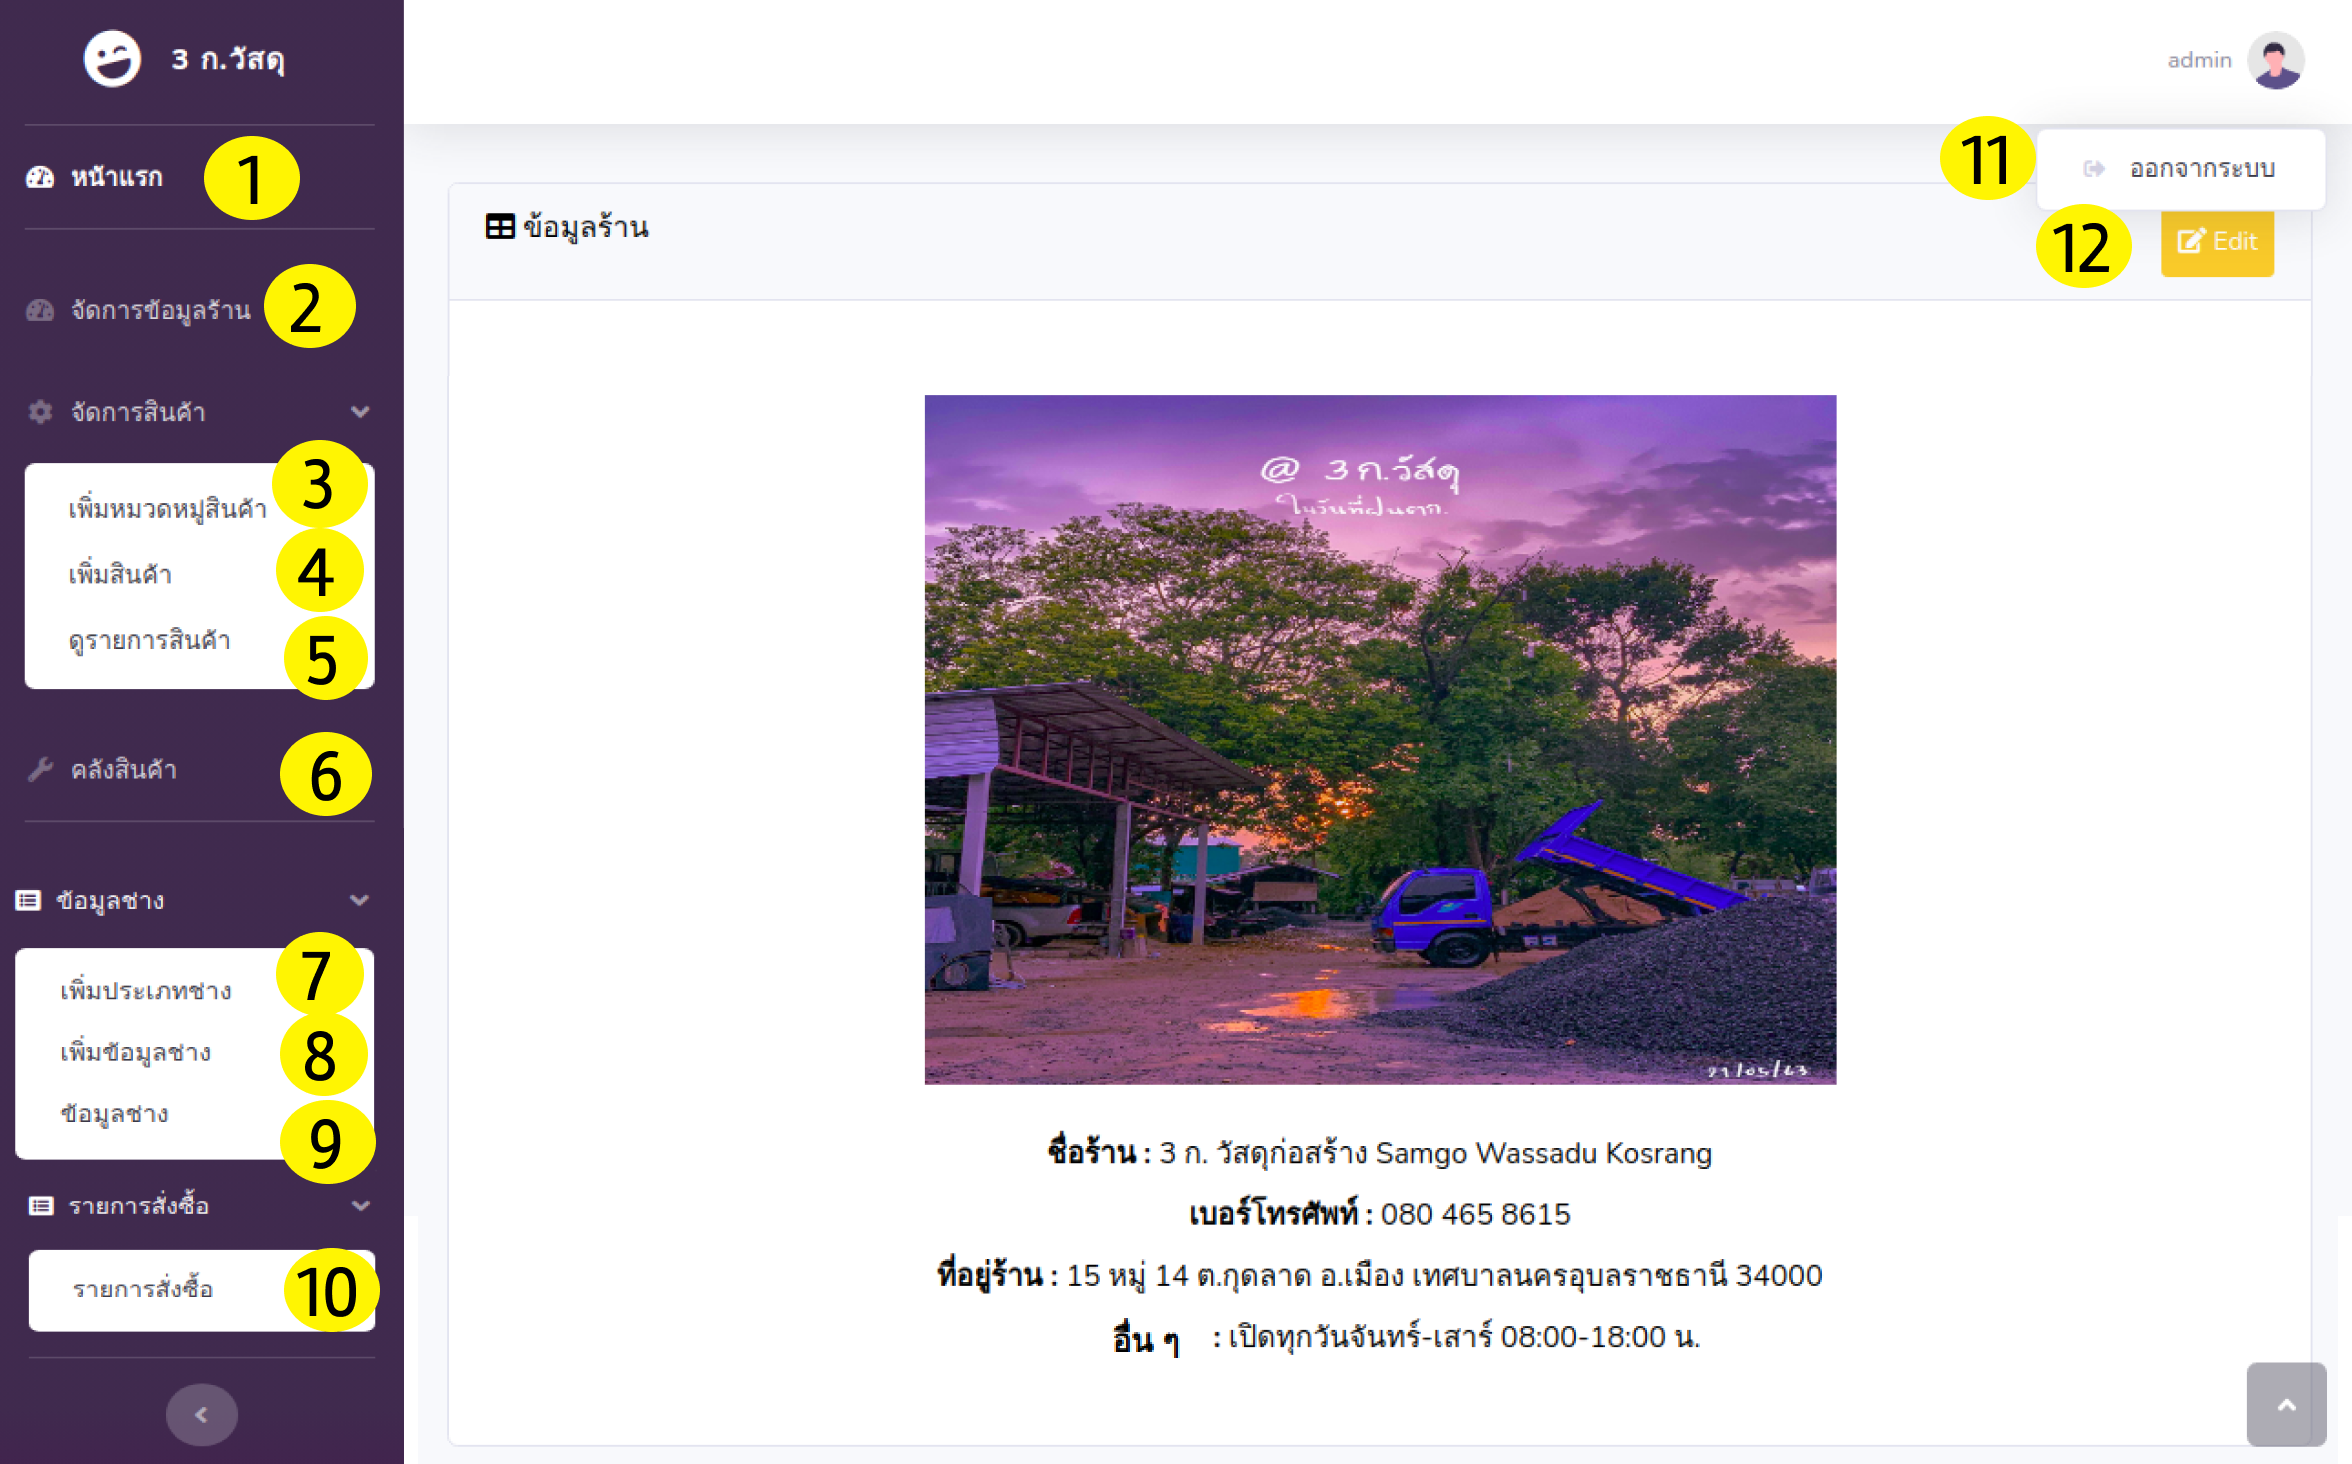 3 ก.วัสดุ
หน้าแรก 1
จัดการข้อมูลร้าน 2
จัดการสินค้า
เพิ่มหมวดหมู่สินค้า 3
เพิ่มสินค้า 4
ดูรายการสินค้า 5
คลังสินค้า 6
ข้อมูลช่าง
เพิ่มประเภทช่าง 7
เพิ่มข้อมูลช่าง 8
ข้อมูลช่าง 9
รายการสั่งซื้อ
รายการสั่งซื้อ 10
admin
11 ออกจากระบบ
ข้อมูลร้าน
12 Edit
@ 3 ก.วัสดุ
ในวันที่ฝนตก.
21/05/63
ชื่อร้าน : 3 ก. วัสดุก่อสร้าง Samgo Wassadu Kosrang
เบอร์โทรศัพท์ : 080 465 8615
ที่อยู่ร้าน : 15 หมู่ 14 ต.กุดลาด อ.เมือง เทศบาลนครอุบลราชธานี 34000
อื่น ๆ : เปิดทุกวันจันทร์-เสาร์ 08:00-18:00 น.